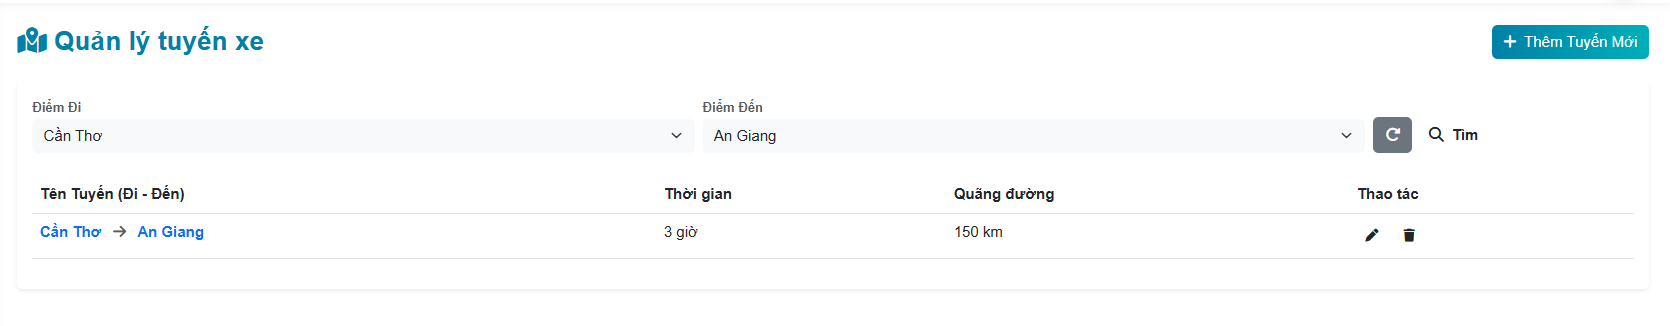 Quản lý tuyến xe
Thêm Tuyến Mới
Điểm Đi
Điểm Đến
Cần Thơ
An Giang
Tìm
Tên Tuyến (Đi - Đến) Thời gian Quãng đường Thao tác
Cần Thơ → An Giang 3 giờ 150 km